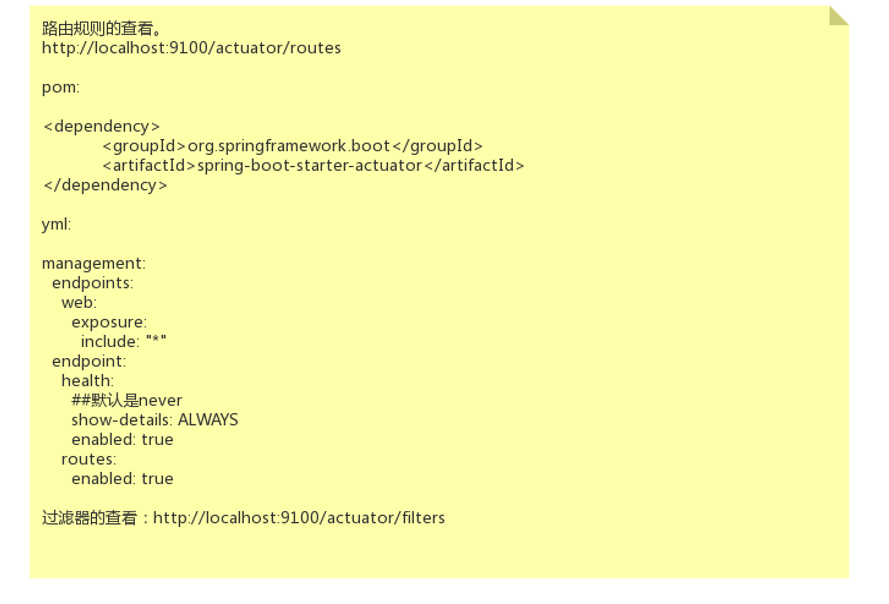 路由规则的查看。
http://localhost:9100/actuator/routes
pom:
<dependency>
            <groupId>org.springframework.boot</groupId>
            <artifactId>spring-boot-starter-actuator</artifactId>
</dependency>
yml:
management:
  endpoints:
    web:
      exposure:
        include: "*"
  endpoint:
    health:
      ##默认是never
      show-details: ALWAYS
      enabled: true
    routes:
      enabled: true
过滤器的查看：http://localhost:9100/actuator/filters